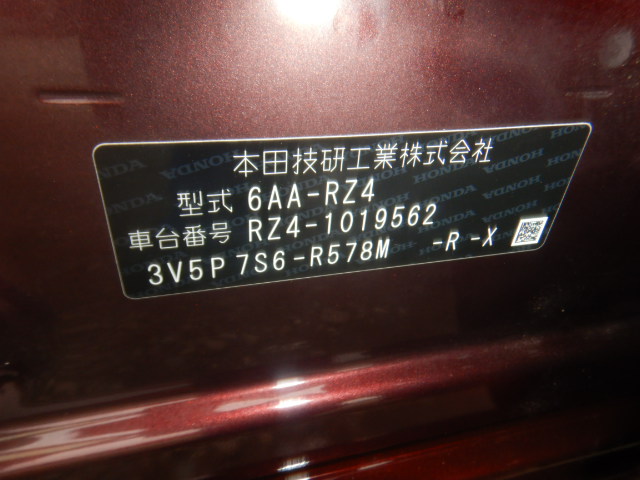 本田技研工業株式会社
型式 6AA-RZ4
車台番号 RZ4-1019562
3V5P 7S6-R578M -R -X